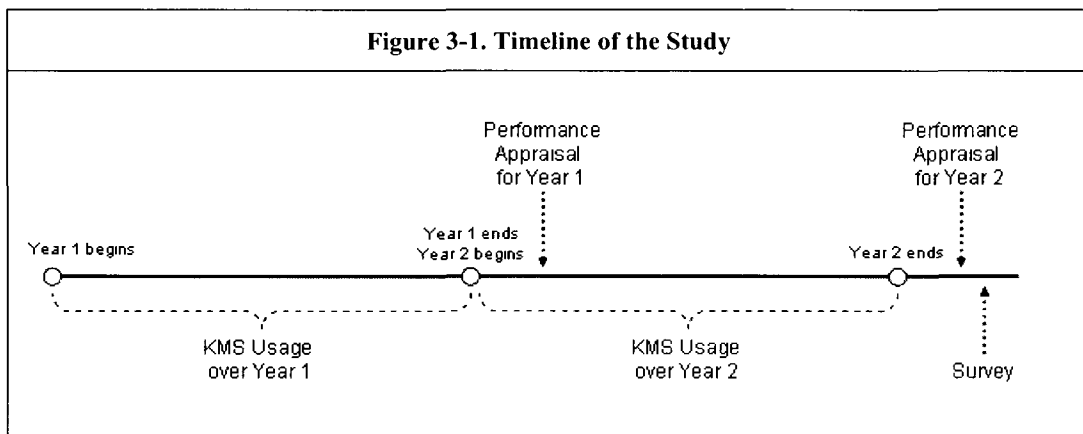 Figure 3-1. Timeline of the Study
Performance
Appraisal
for Year 1
Performance
Appraisal
for Year 2
Year 1 begins
Year 1 ends
Year 2 begins
Year 2 ends
KMS Usage
over Year 1
KMS Usage
over Year 2
Survey